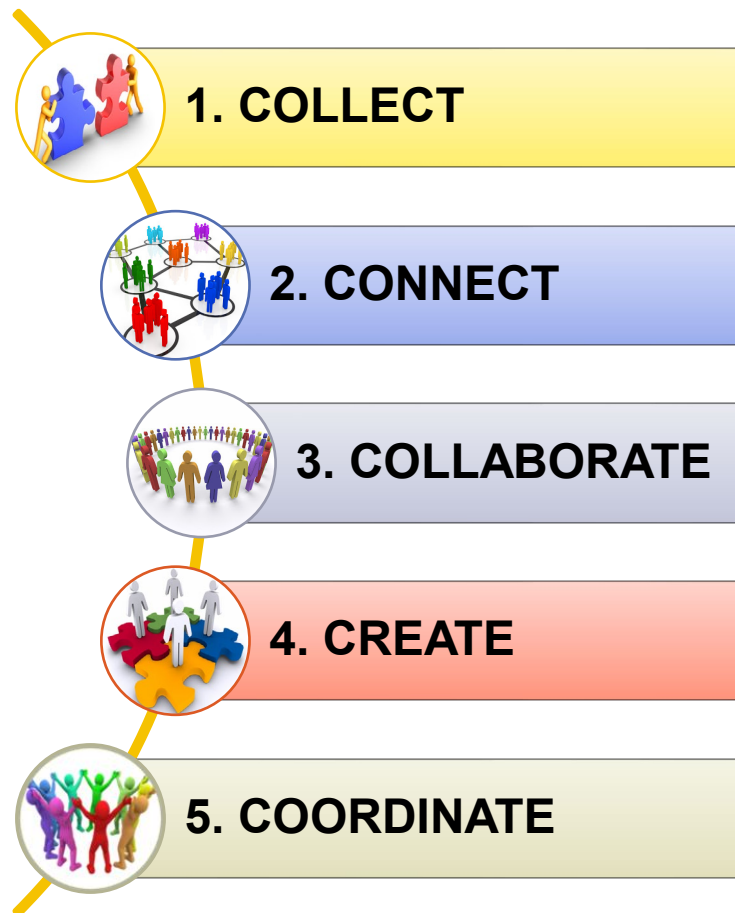 1. COLLECT
2. CONNECT
3. COLLABORATE
4. CREATE
5. COORDINATE